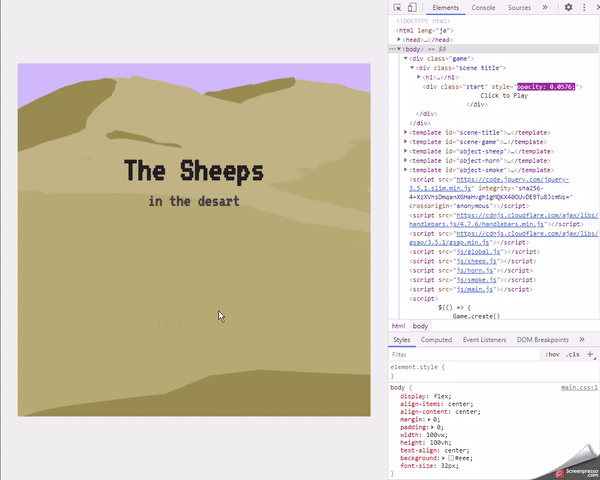 The Sheeps
in the desart
Elements Console Sources »
<!DOCTYPE html>
<html lang="ja">
▶<head>…</head>
▼<body> == $0
▼<div class="game">
▼<div class="scene title">
▶<h1>…</h1>
<div class="start" style="opacity: 0.0576;">
Click to Play
</div>
</div>
</div>
▶<template id="scene-title">…</template>
▶<template id="scene-game">…</template>
▶<template id="object-sheep">…</template>
▶<template id="object-horn">…</template>
▶<template id="object-smoke">…</template>
<script src="https://code.jquery.com/jquery-
3.5.1.slim.min.js" integrity="sha256-
crossorigin="anonymous"></script>
<script src="https://cdnjs.cloudflare.com/ajax/libs/
handlebars.js/4.7.6/handlebars.min.js"></script>
<script src="https://cdnjs.cloudflare.com/ajax/libs/
gsap/3.5.1/gsap.min.js"></script>
<script src="js/global.js"></script>
<script src="js/sheep.js"></script>
<script src="js/horn.js"></script>
<script src="js/smoke.js"></script>
<script src="js/main.js"></script>
<script>
$(() => {
Game.create()
html body
Styles Computed Event Listeners DOM Breakpoints »
Filter :hov .cls +
element.style {
}
body { main.css:1
display: flex;
align-items: center;
align-content: center;
margin: ▶ 0;
padding: ▶ 0;
width: 100vw;
height: 100vh;
text-align: center;
background: ▶ #eee;
font-size: 32px;
Screenpresso
.com